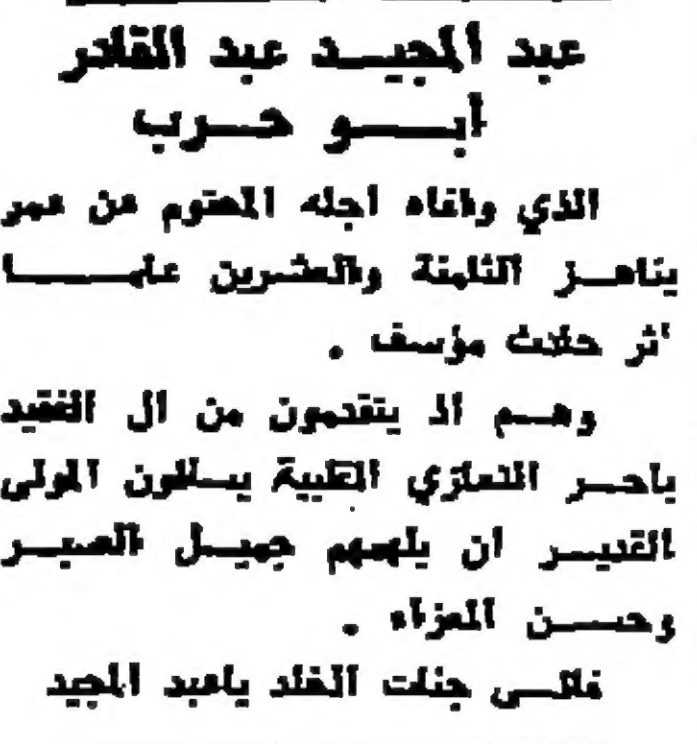 عبد المجيد عبد القادر
ابو حرب
الذي وافاه اجله المحتوم عن عمر
يناهز الثامنة والعشرين عاما
اثر حادث مؤسف .
وهم اذ يتقدمون من ال الفقيد
باحر التعازي القلبية يسألون المولى
القدير ان يلهمهم جميل الصبر
وحسن العزاء .
فالى جنات الخلد ياعبد المجيد